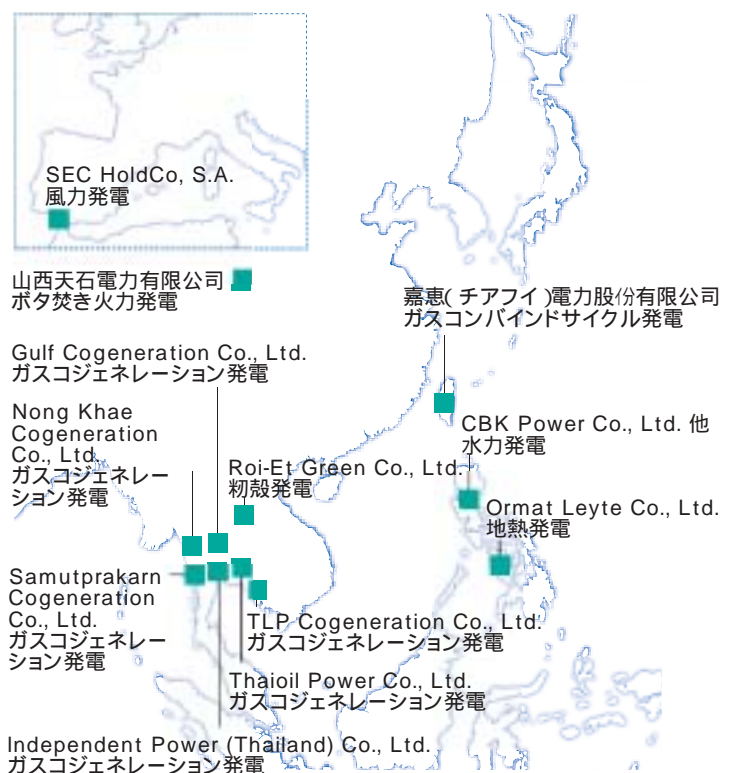 SEC HoldCo, S.A.
風力発電
山西天石電力有限公司
ボタ焚き火力発電
嘉恵(チアフイ)電力股份有限公司
ガスコンバインドサイクル発電
Gulf Cogeneration Co., Ltd.
ガスコジェネレーション発電
Nong Khae
Cogeneration
Co., Ltd.
ガスコジェネレー
ション発電
CBK Power Co., Ltd. 他
水力発電
Roi-Et Green Co., Ltd.
籾殻発電
Ormat Leyte Co., Ltd.
地熱発電
Samutprakarn
Cogeneration
Co., Ltd.
ガスコジェネレー
ション発電
TLP Cogeneration Co., Ltd.
ガスコジェネレーション発電
Thaioil Power Co., Ltd.
ガスコジェネレーション発電
Independent Power (Thailand) Co., Ltd.
ガスコジェネレーション発電